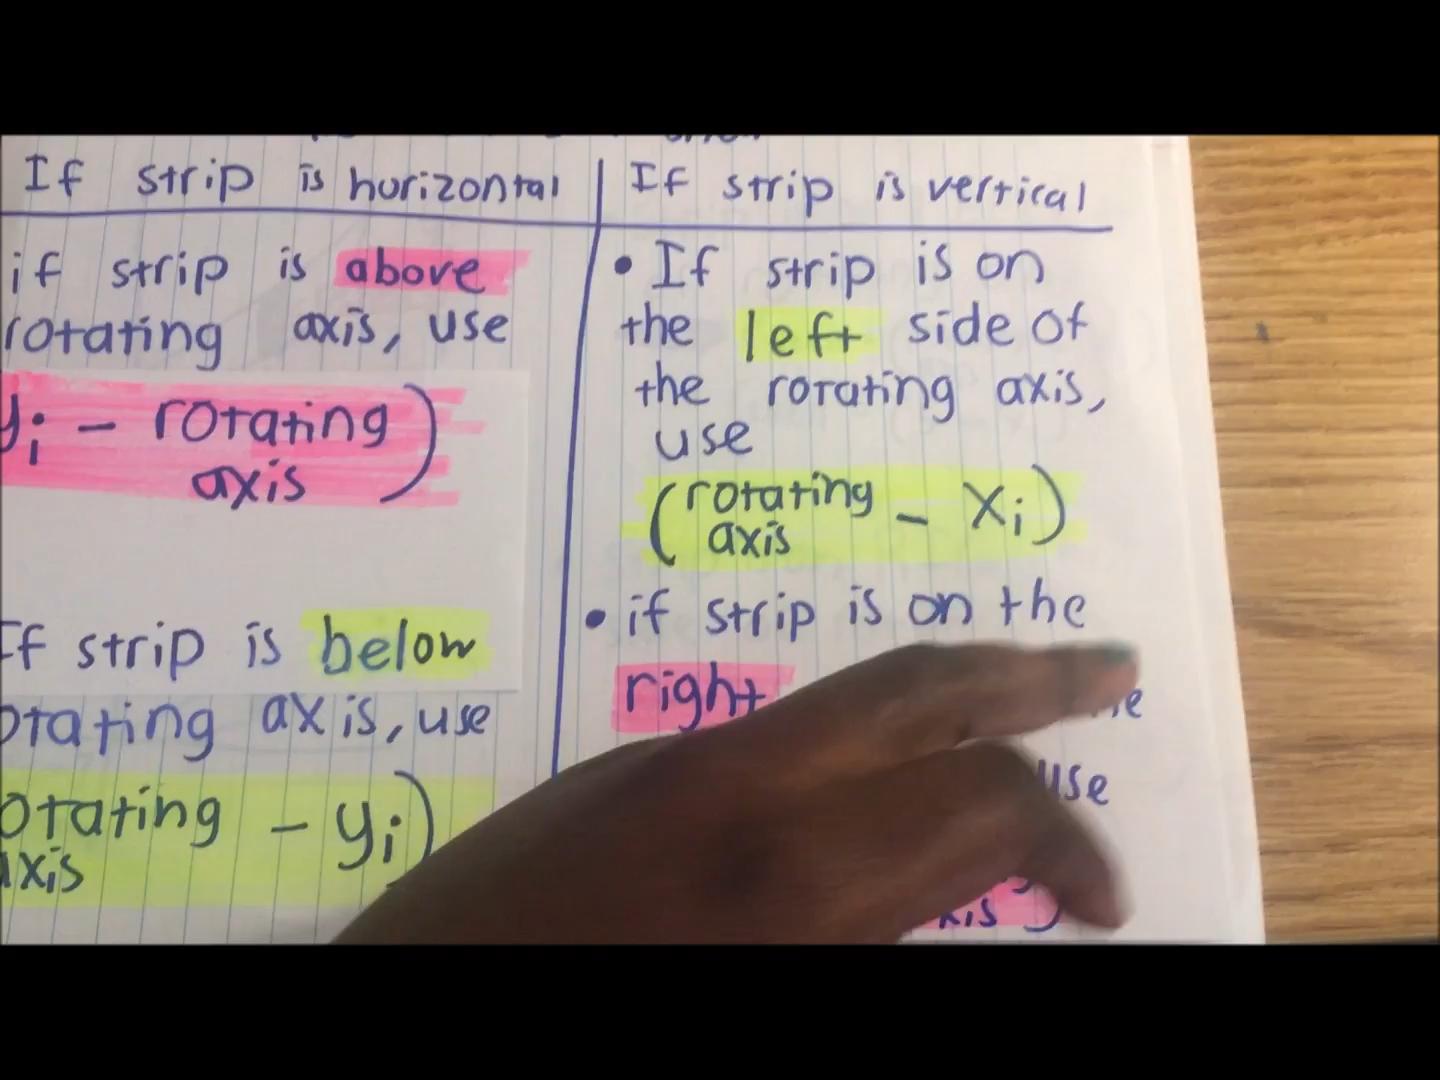 If strip is horizontal
if strip is above
rotating axis, use
yi - rotating
axis)
If strip is below
axis, use
- yi)
axis
If strip is vertical
• If strip is on
the left side of
the rotating axis,
use
(rotating
axis - xi)
• if strip is on the
right
use